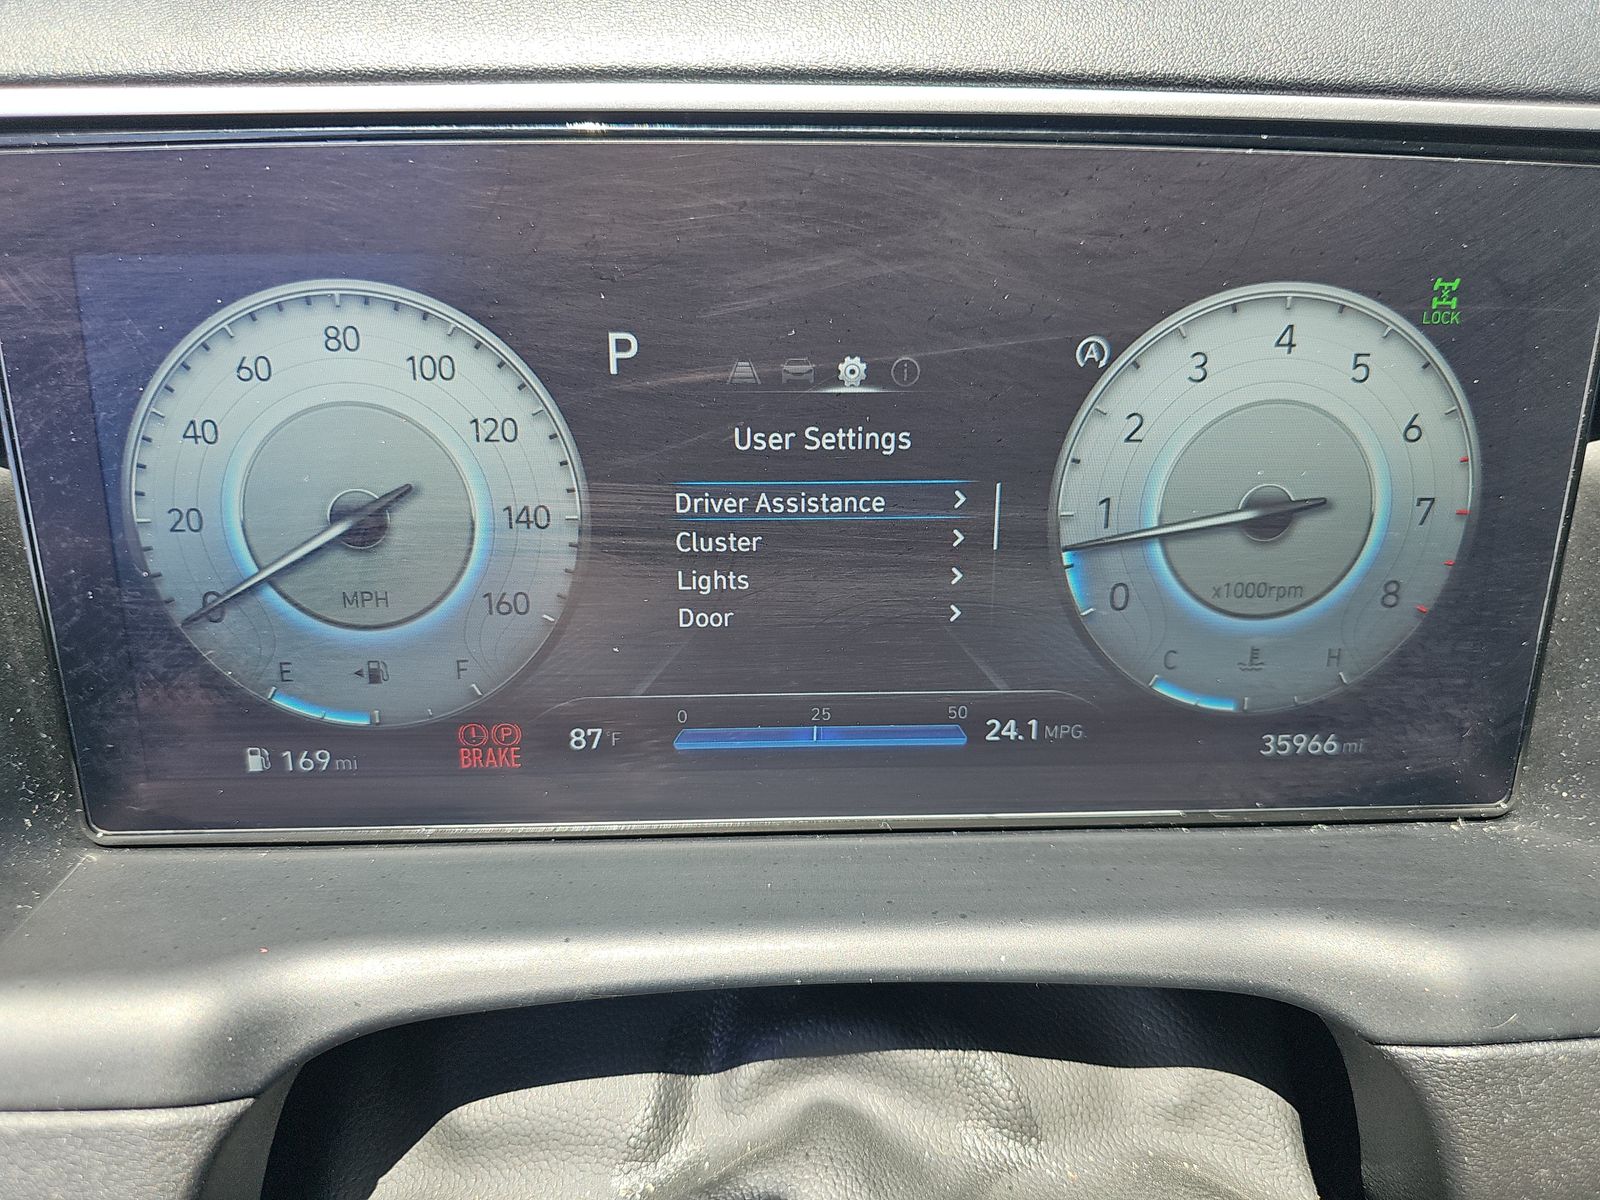 0
20
40
60
80
100
120
140
160
MPH
E
F
169 mi
P
BRAKE
P
A
User Settings
Driver Assistance
Cluster
Lights
Door
0 25 50
87°F
24.1 MPG
0
1
2
3
4
5
6
7
8
x1000rpm
C
H
LOCK
35966 mi